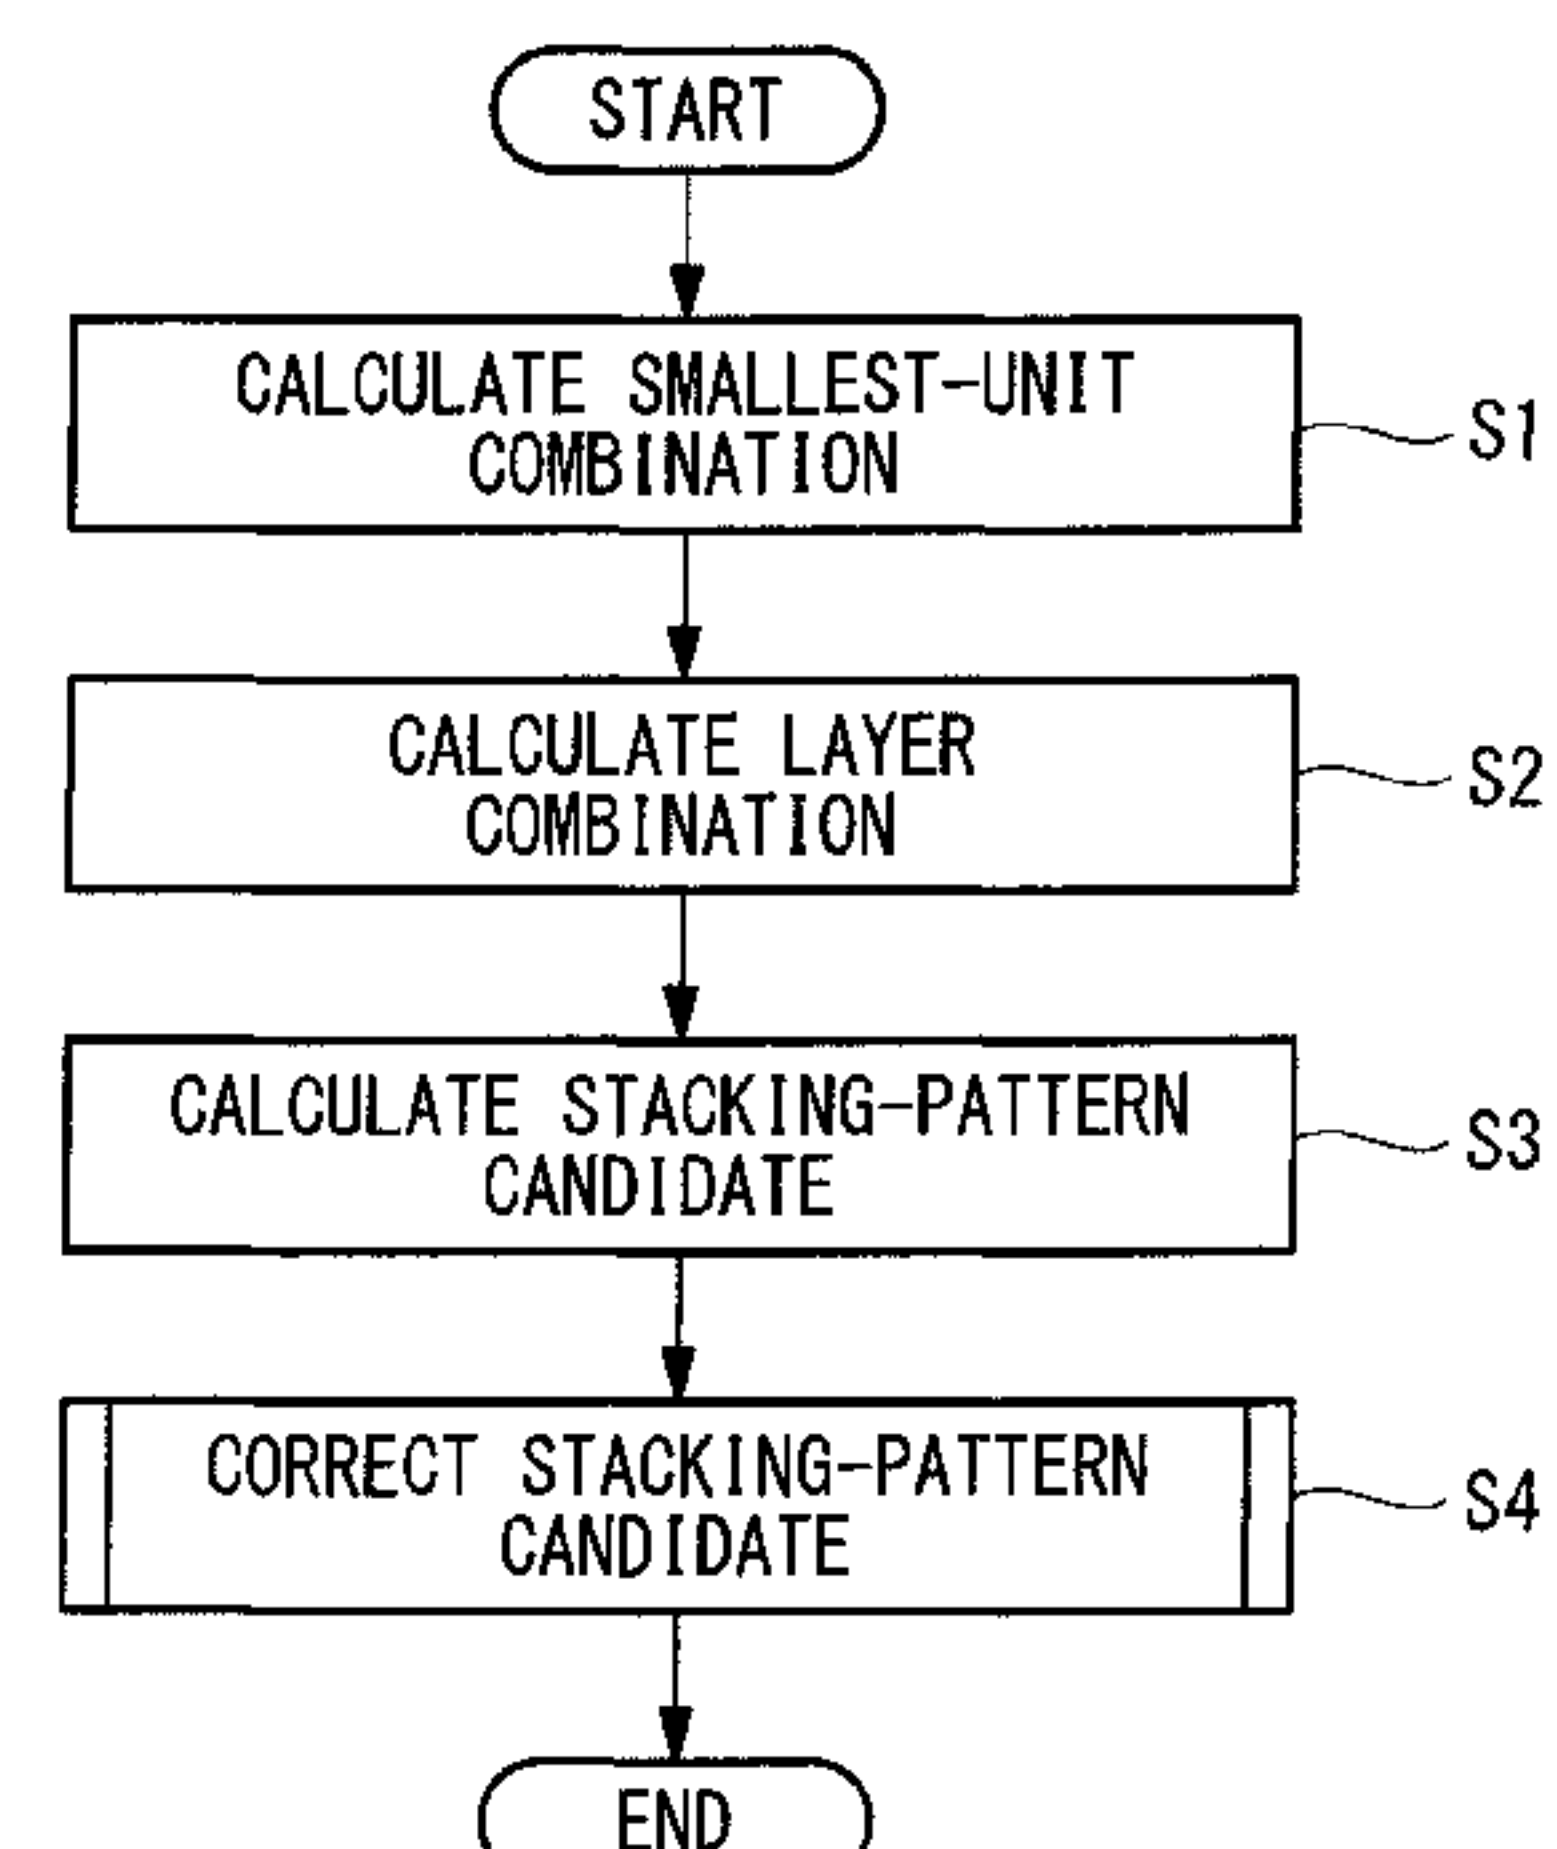 START
CALCULATE SMALLEST-UNIT
COMBINATION
S1
CALCULATE LAYER
COMBINATION
S2
CALCULATE STACKING-PATTERN
CANDIDATE
S3
CORRECT STACKING-PATTERN
CANDIDATE
S4
END